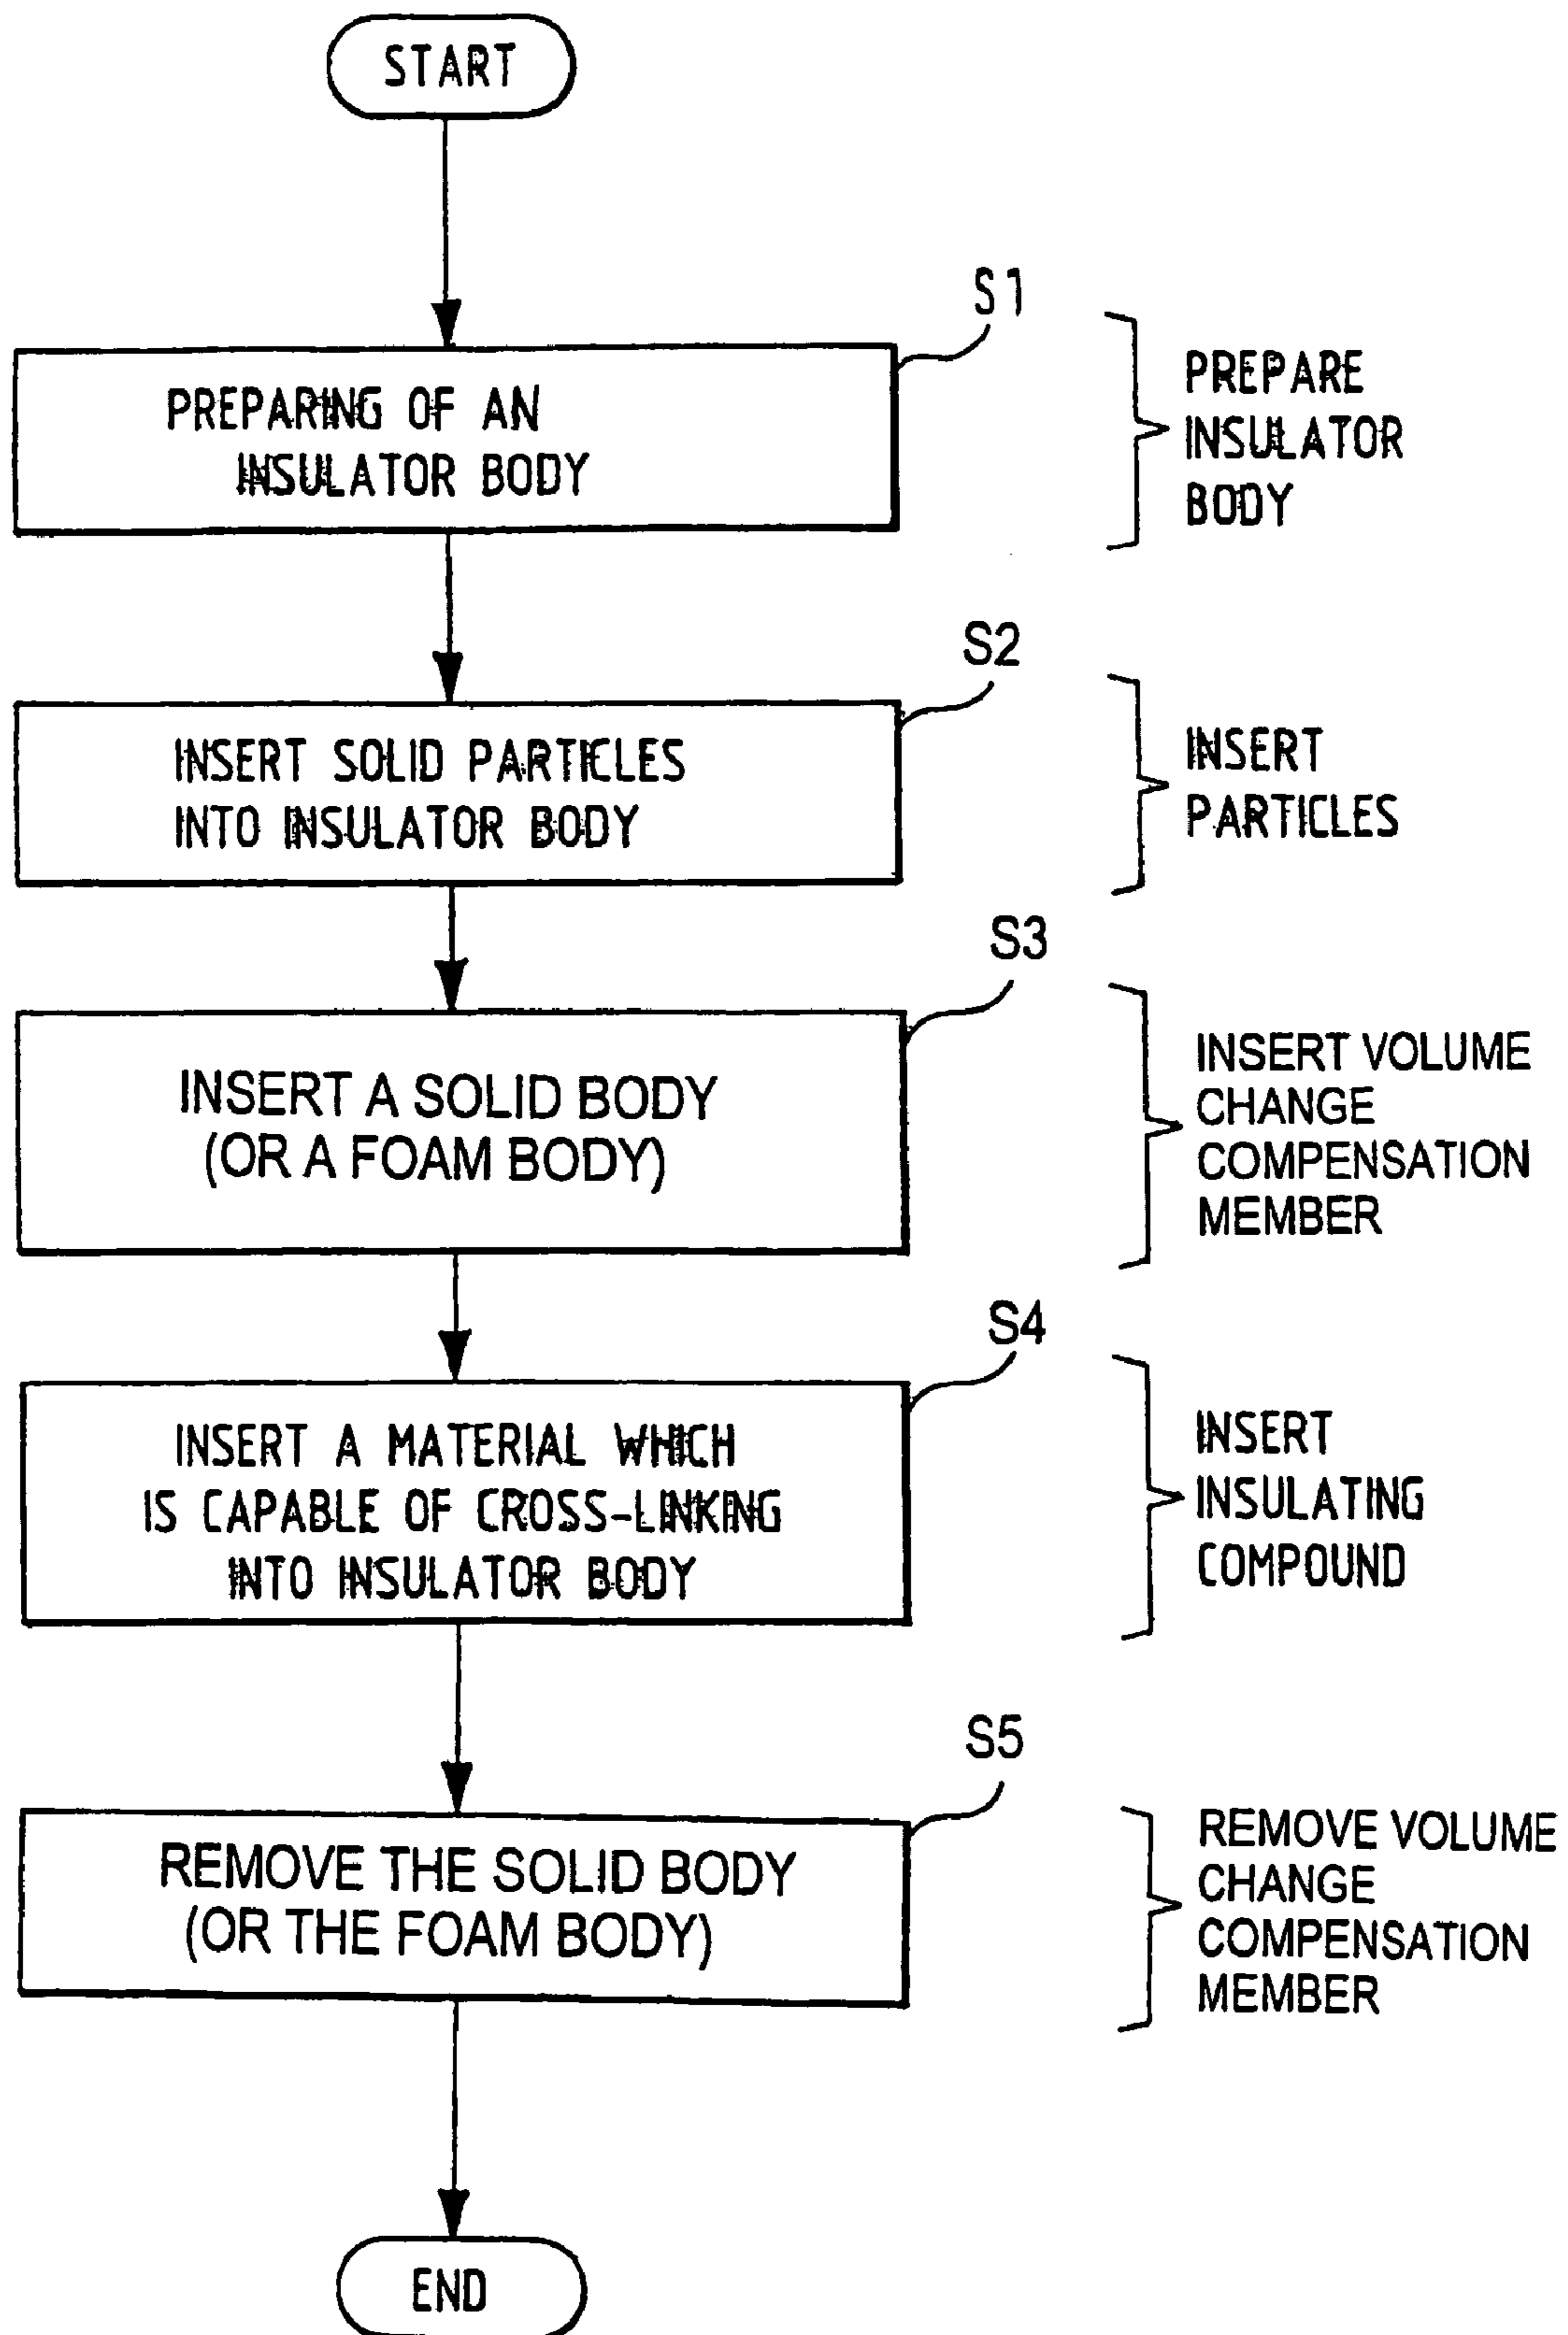 START
S1
PREPARING OF AN
INSULATOR BODY
PREPARE
INSULATOR
BODY
S2
INSERT SOLID PARTICLES
INTO INSULATOR BODY
INSERT
PARTICLES
S3
INSERT A SOLID BODY
(OR A FOAM BODY)
INSERT VOLUME
CHANGE
COMPENSATION
MEMBER
S4
INSERT A MATERIAL WHICH
IS CAPABLE OF CROSS-LINKING
INTO INSULATOR BODY
INSERT
INSULATING
COMPOUND
S5
REMOVE THE SOLID BODY
(OR THE FOAM BODY)
REMOVE VOLUME
CHANGE
COMPENSATION
MEMBER
END